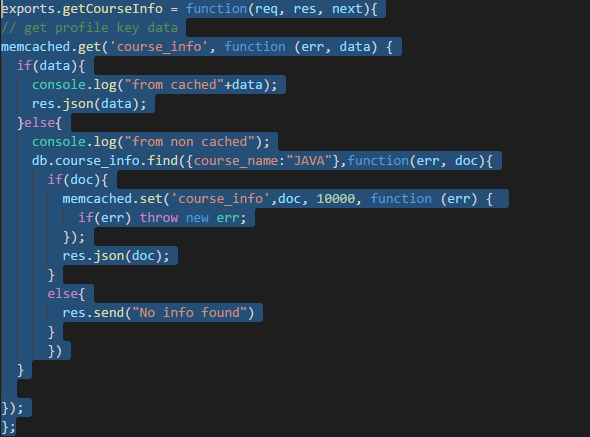 exports.getCourseInfo = function(req, res, next){
// get profile key data
memcached.get('course_info', function (err, data) {
  if(data){
    console.log("from cached"+data);
    res.json(data);
  }else{
    console.log("from non cached");
    db.course_info.find({course_name:"JAVA"},function(err, doc){
      if(doc){
        memcached.set('course_info',doc, 10000, function (err) {
          if(err) throw new err;
        });
        res.json(doc);
      }
      else{
        res.send("No info found")
      }
      })
  }

});
};